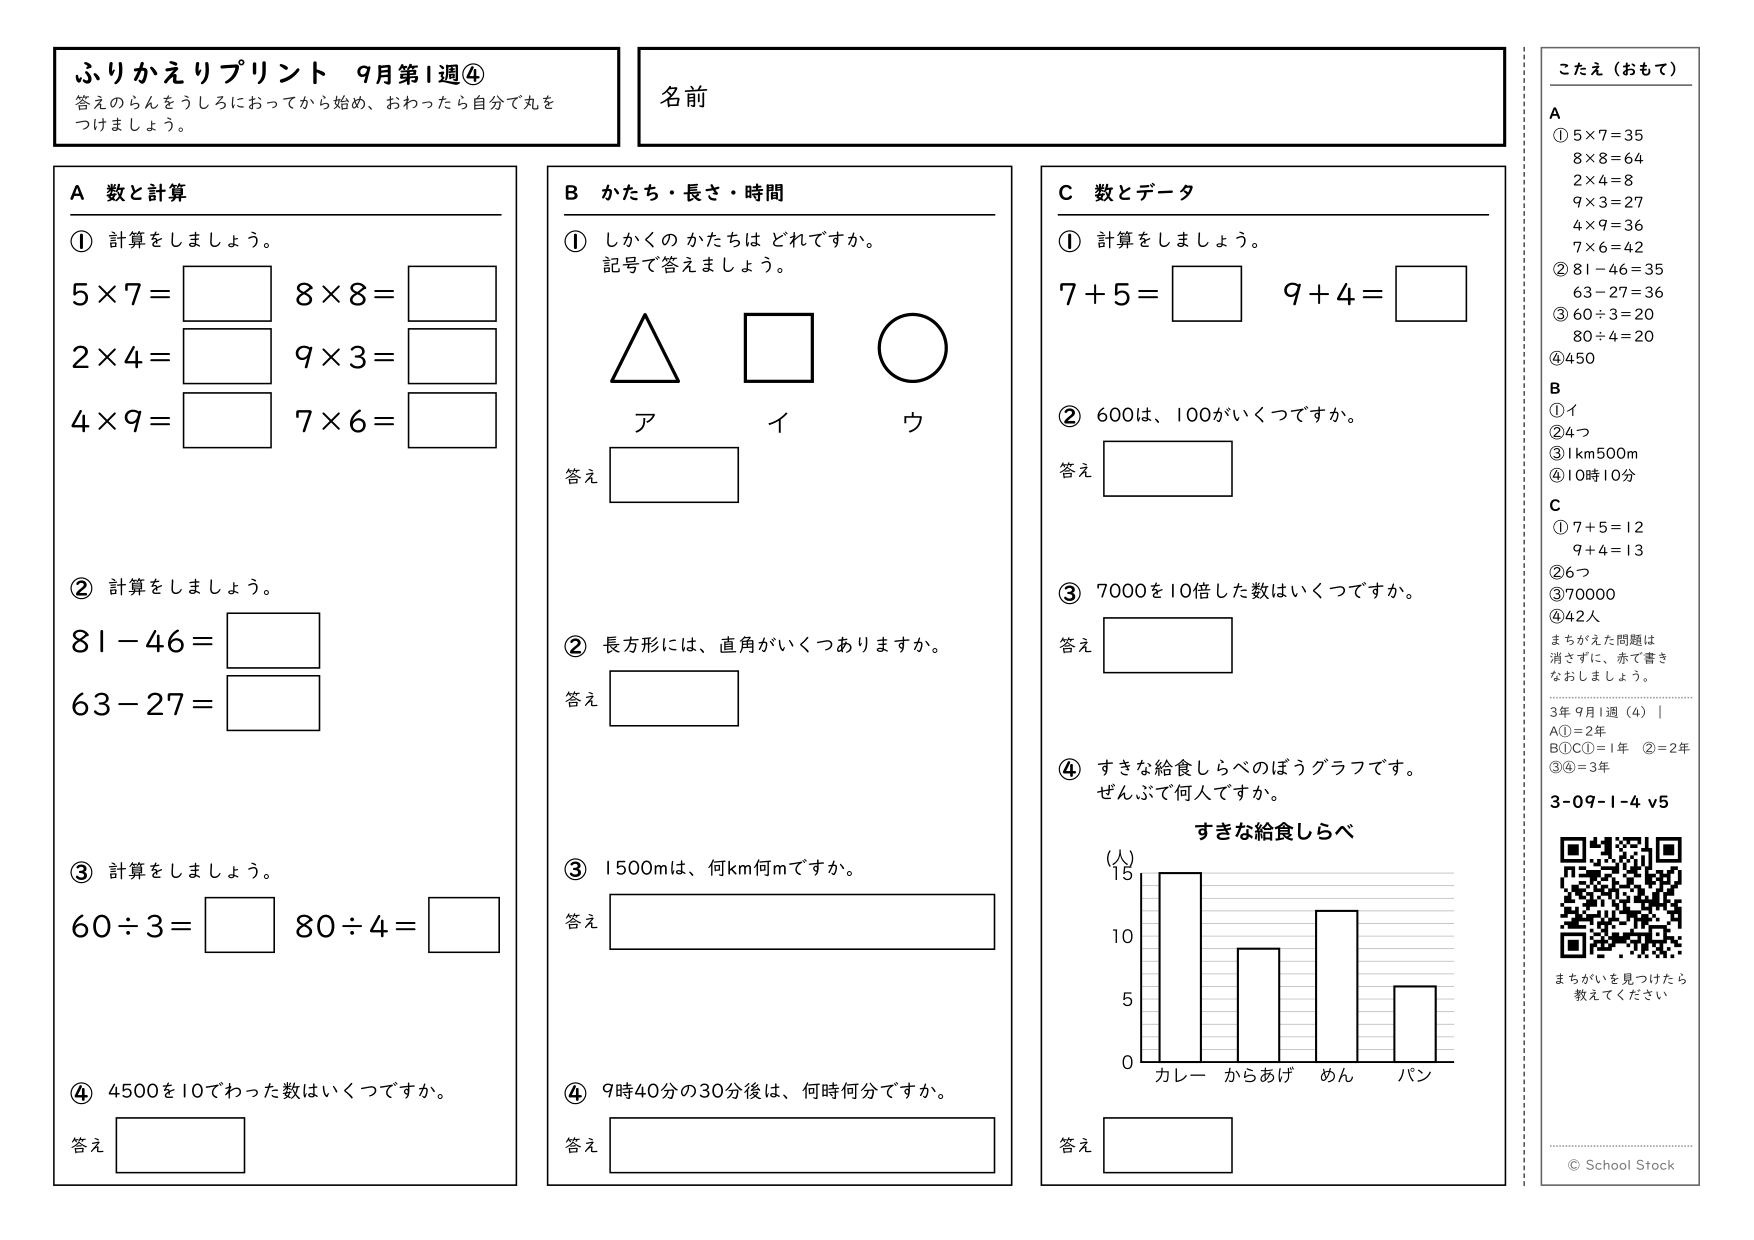 ふりかえりプリント　9月第1週④
答えのらんをうしろにおってから始め、おわったら自分で丸を
つけましょう。
名前
A　数と計算
① 計算をしましょう。
5×7＝　8×8＝
2×4＝　9×3＝
4×9＝　7×6＝
② 計算をしましょう。
81－46＝
63－27＝
③ 計算をしましょう。
60÷3＝　80÷4＝
④ 4500を10でわった数はいくつですか。
答え
B　かたち・長さ・時間
① しかくの かたちは どれですか。
記号で答えましょう。
ア　イ　ウ
答え
② 長方形には、直角がいくつありますか。
答え
③ 1500mは、何km何mですか。
答え
④ 9時40分の30分後は、何時何分ですか。
答え
C　数とデータ
① 計算をしましょう。
7＋5＝　9＋4＝
② 600は、100がいくつですか。
答え
③ 7000を10倍した数はいくつですか。
答え
④ すきな給食しらべのぼうグラフです。
ぜんぶで何人ですか。
すきな給食しらべ
(人)
15
10
5
0
カレー　からあげ　めん　パン
答え
こたえ（おもて）
A
① 5×7＝35
8×8＝64
2×4＝8
9×3＝27
4×9＝36
7×6＝42
② 81－46＝35
63－27＝36
③ 60÷3＝20
80÷4＝20
④450
B
①イ
②4つ
③1km500m
④10時10分
C
① 7＋5＝12
9＋4＝13
②6つ
③70000
④42人
まちがえた問題は
消さずに、赤で書き
なおしましょう。
3年 9月1週（4）｜
A①＝2年
B①C①＝1年　②＝2年
③④＝3年
3-09-1-4 v5
まちがいを見つけたら
教えてください
© School Stock